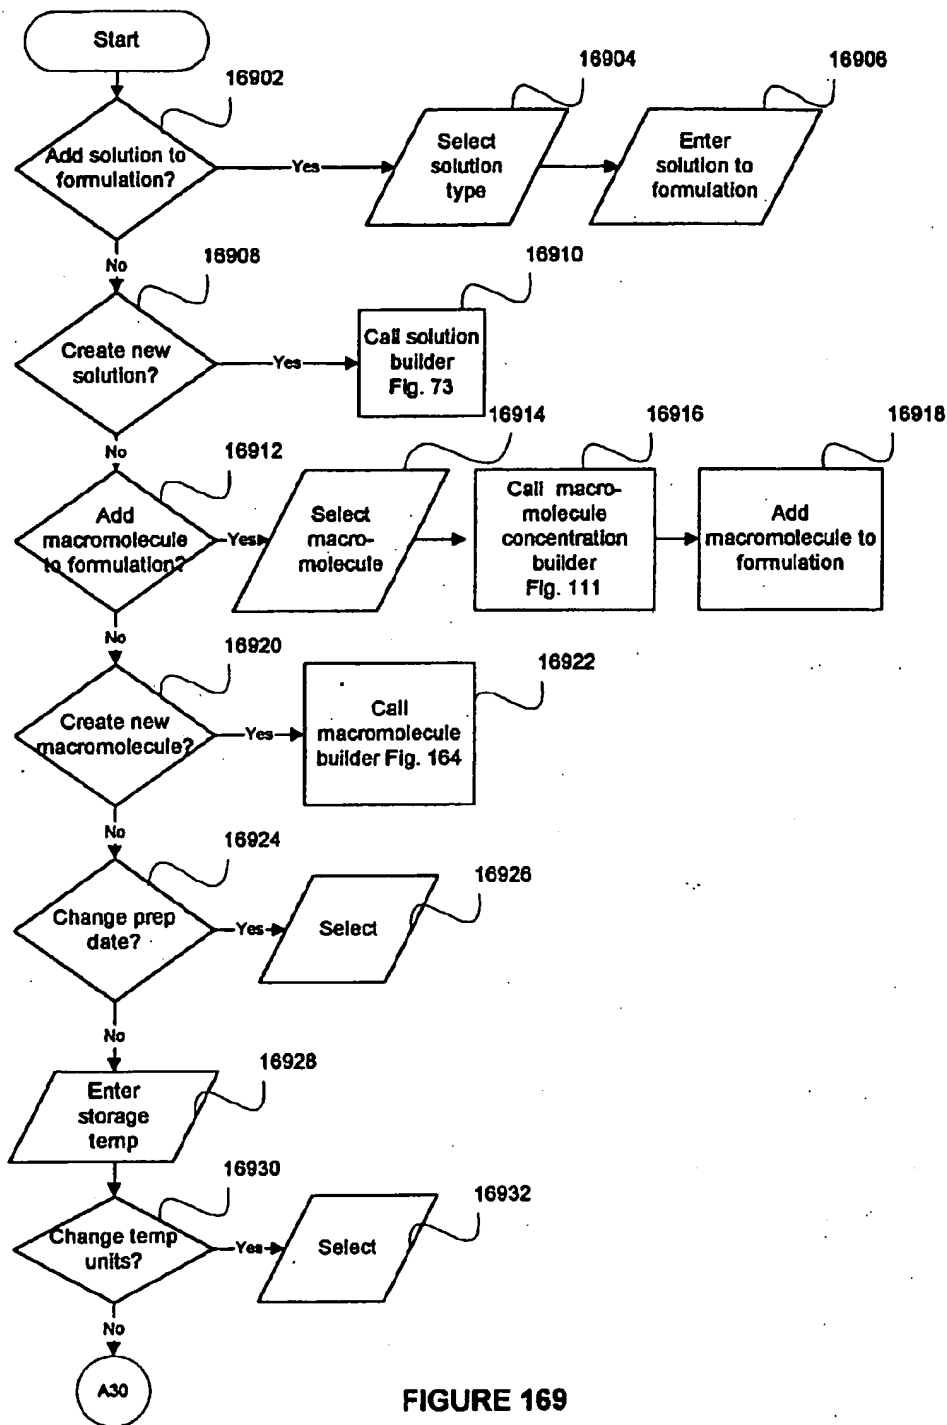 Start
16902
Add solution to
formulation?
Yes
16904
Select
solution
type
16906
Enter
solution to
formulation
No
16908
Create new
solution?
Yes
16910
Call solution
builder
Fig. 73
No
16912
Add
macromolecule
to formulation?
Yes
16914
Select
macro-
molecule
16916
Call macro-
molecule
concentration
builder
Fig. 111
16918
Add
macromolecule to
formulation
No
16920
Create new
macromolecule?
Yes
16922
Call
macromolecule
builder Fig. 164
No
16924
Change prep
date?
Yes
16926
Select
No
16928
Enter
storage
temp
16930
Change temp
units?
Yes
16932
Select
No
A30
FIGURE 169